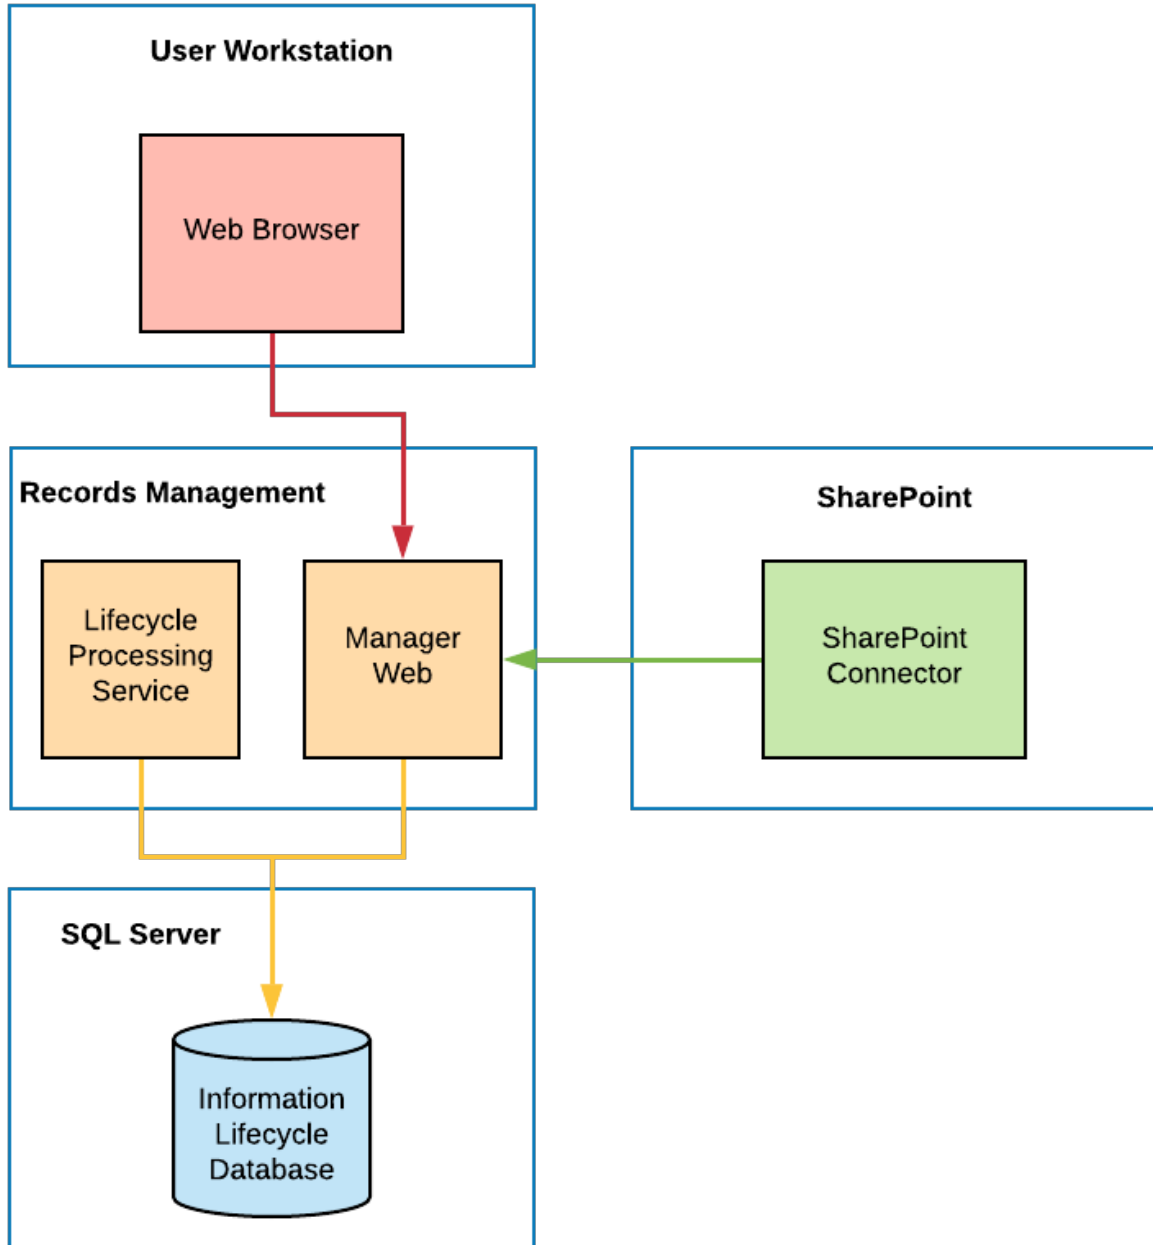 User Workstation
Web Browser
Records Management
Lifecycle
Processing
Service
Manager
Web
SharePoint
SharePoint
Connector
SQL Server
Information
Lifecycle
Database